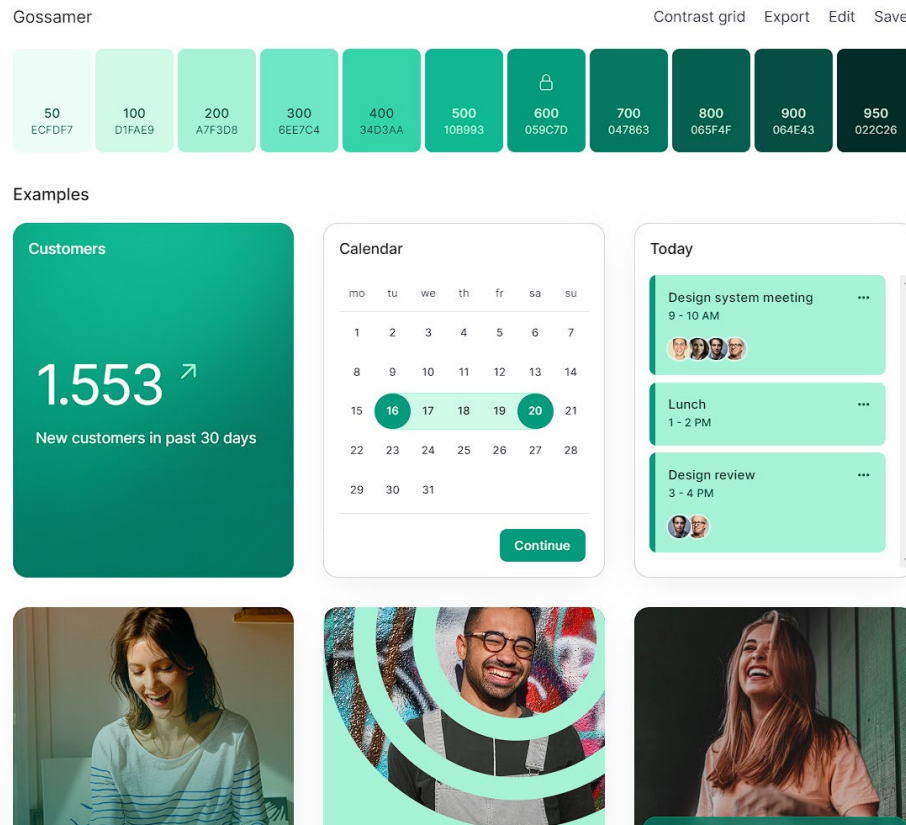 Gossamer
Contrast grid Export Edit Save
50 100 200 300 400 500 600 700 800 900 950
ECFDF7 D1FAE9 A7F3D8 6EE7C4 34D3AA 10B993 059C7D 047863 065F4F 064E43 022C26
Examples
Customers
1.553
New customers in past 30 days
Calendar
mo tu we th fr sa su
1 2 3 4 5 6 7
8 9 10 11 12 13 14
15 16 17 18 19 20 21
22 23 24 25 26 27 28
29 30 31
Continue
Today
Design system meeting
9 - 10 AM
Lunch
1 - 2 PM
Design review
3 - 4 PM